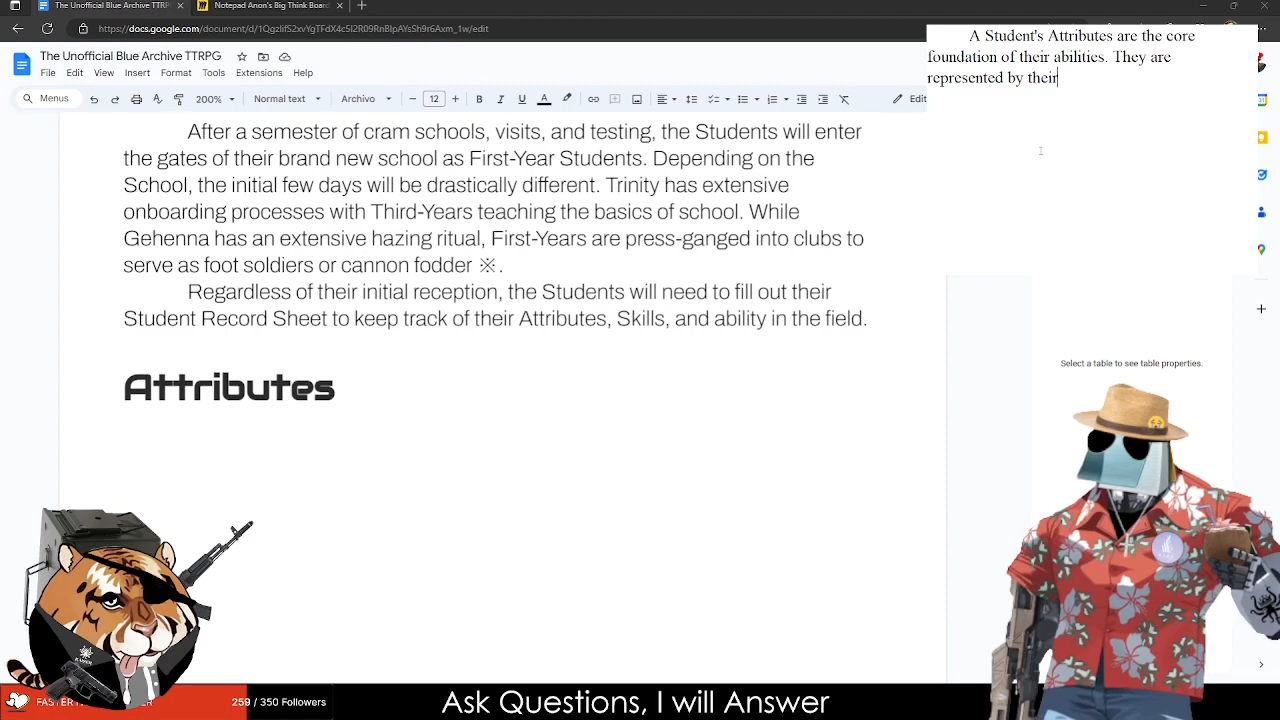 The Unofficial Blue Archive TTRPG
Notepad Anon's Big Think Board
https://docs.google.com/document/d/1QgzlifS2xvYgTFdX4c5I2R09RnBlpAYsSh9r6Axm_1w/edit
The Unofficial Blue Archive TTRPG
File Edit View Insert Format Tools Extensions Help
Menus 200% Normal text Archivo 12 B I U A Edit
A Student's Attributes are the core
foundation of their abilities. They are
represented by their
After a semester of cram schools, visits, and testing, the Students will enter
the gates of their brand new school as First-Year Students. Depending on the
School, the initial few days will be drastically different. Trinity has extensive
onboarding processes with Third-Years teaching the basics of school. While
Gehenna has an extensive hazing ritual, First-Years are press-ganged into clubs to
serve as foot soldiers or cannon fodder ※.
Regardless of their initial reception, the Students will need to fill out their
Student Record Sheet to keep track of their Attributes, Skills, and ability in the field.
Attributes
Select a table to see table properties.
259 / 350 Followers
Ask Questions, I will Answer